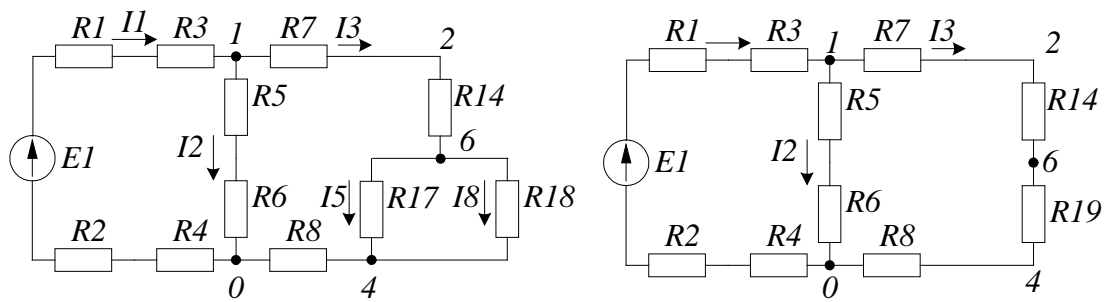 R1 I1 R3 1 R7 I3 2
R5 R14
6
E1 I2
R6 I5 R17 I8 R18
R2 R4 R8
0 4
R1 R3 1 R7 I3 2
R5 R14
E1 I2 6
R6 R19
R2 R4 R8
0 4